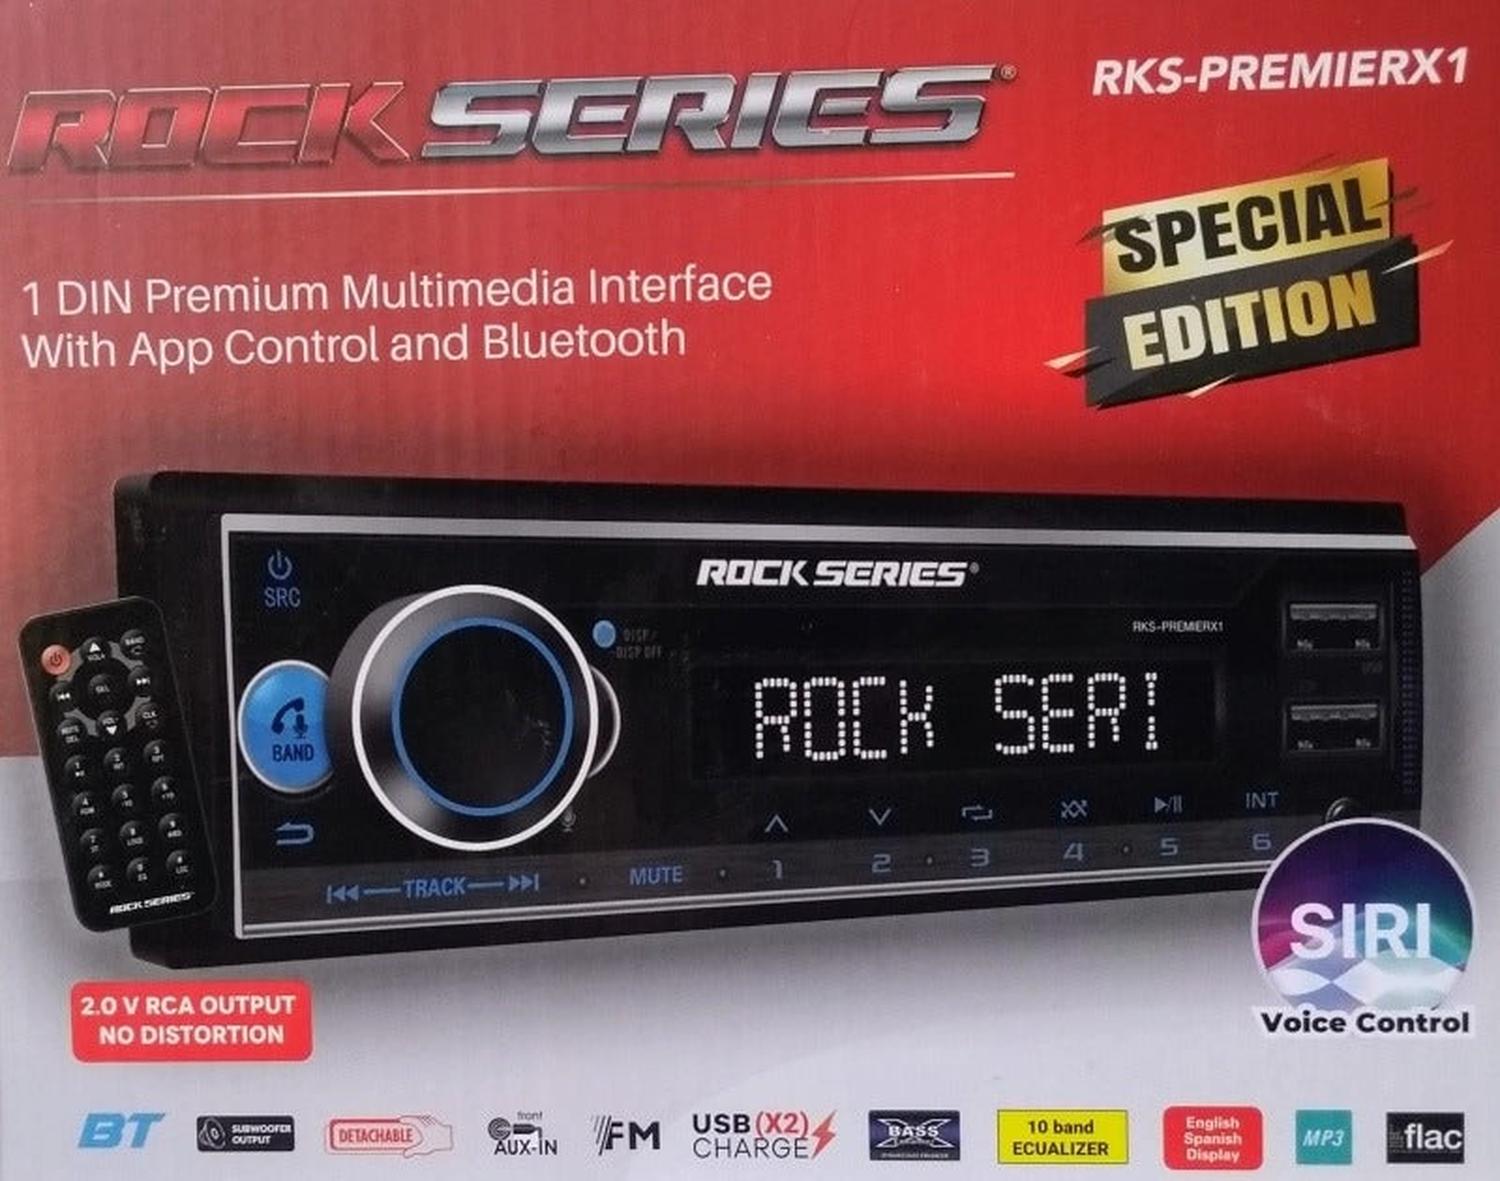 ROCK SERIES®
RKS-PREMIERX1
SPECIAL
EDITION
1 DIN Premium Multimedia Interface
With App Control and Bluetooth
SRC
ROCK SERIES®
DISP/
DISP OFF
RKS-PREMIERX1
BAND
ROCK SERI
INT
1 2 3 4 5 6
TRACK
MUTE
ROCK SERIES
SIRI
Voice Control
2.0 V RCA OUTPUT
NO DISTORTION
BT
SUBWOOFER
OUTPUT
DETACHABLE
front
AUX-IN
FM
USB (X2)
CHARGE
BASS
10 band
ECUALIZER
English
Spanish
Display
MP3
flac